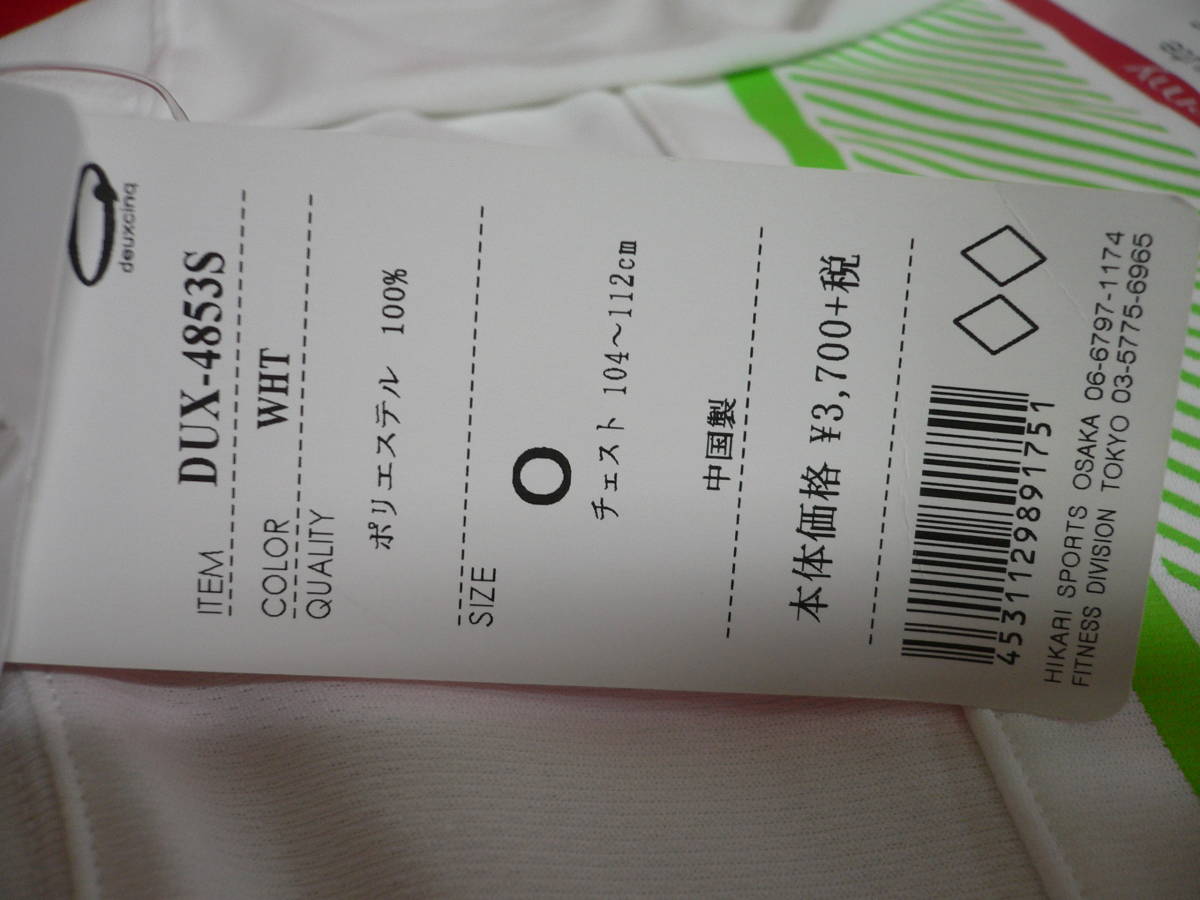 deuxcinq
ITEM DUX-4853S
COLOR WHT
QUALITY
ポリエステル 100%
SIZE
O
チェスト 104～112cm
中国製
本体価格 ¥3,700+税
4531129891751
HIKARI SPORTS OSAKA 06-6797-1174
FITNESS DIVISION TOKYO 03-5775-6965